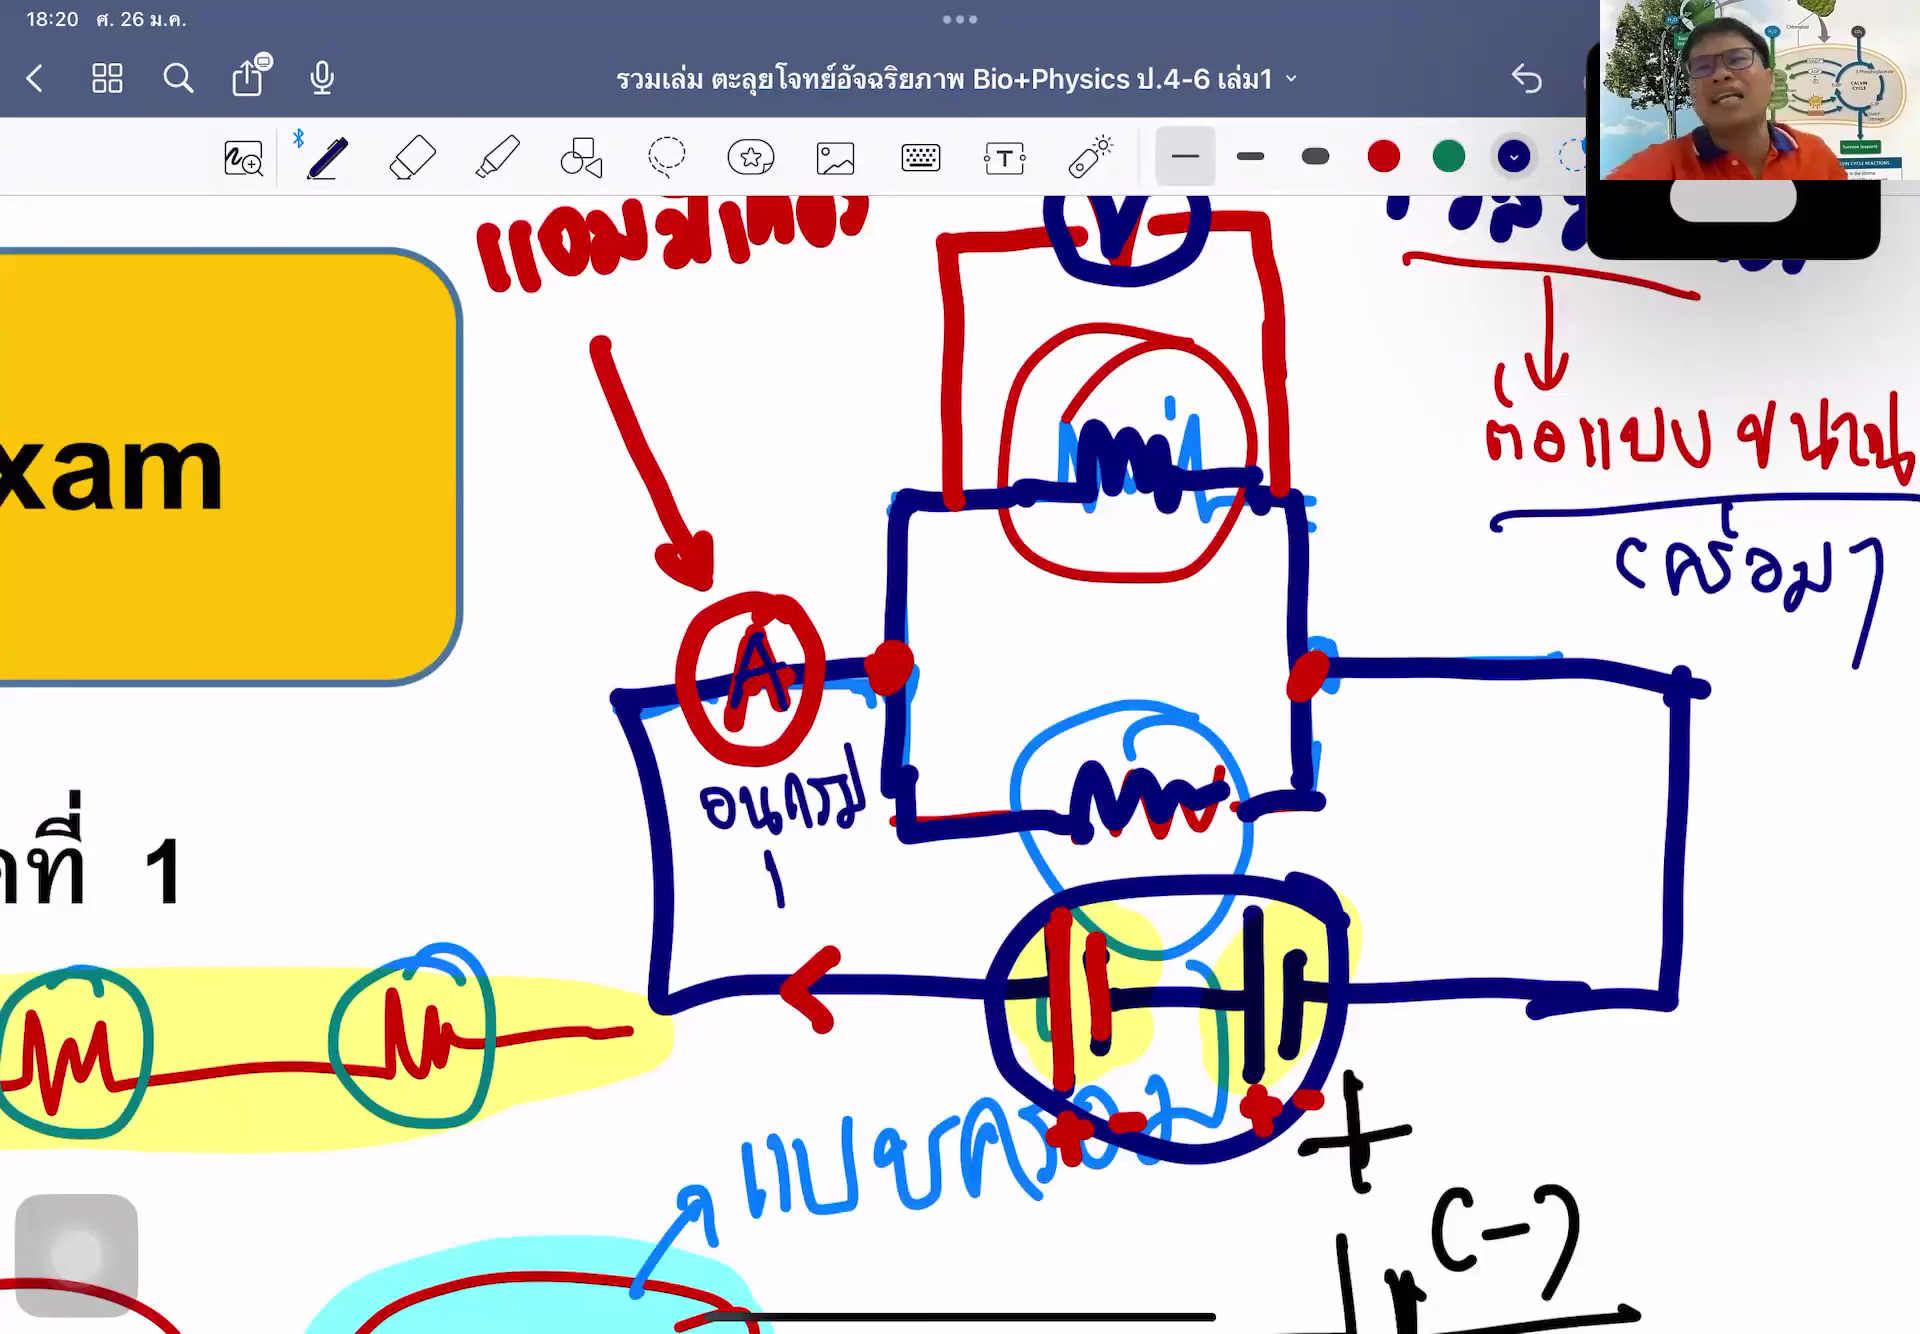 18:20 ศ. 26 ม.ค.
รวมเล่ม ตะลุยโจทย์อัจฉริยภาพ Bio+Physics ป.4-6 เล่ม1
T
แอมมิเตอร์
V
xam
ต่อแบบ ขนาน
(คร่อม)
A
อนุกรม
ที่ 1
แบบคร่อม
+ - + -
+
(-)
CALVIN CYCLE